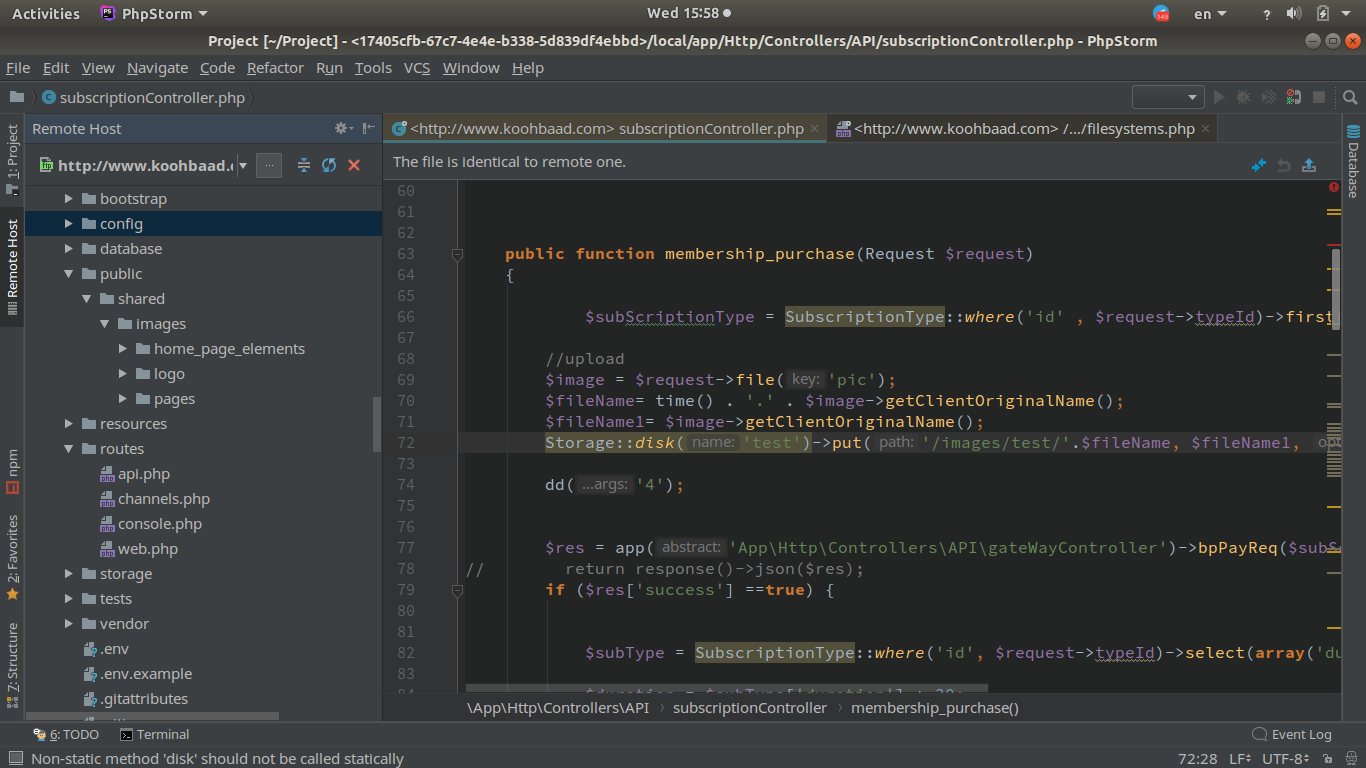 Activities PhpStorm Wed 15:58 143 en ?
Project [~/Project] - <17405cfb-67c7-4e4e-b338-5d839df4ebbd>/local/app/Http/Controllers/API/subscriptionController.php - PhpStorm
File Edit View Navigate Code Refactor Run Tools VCS Window Help
subscriptionController.php
1: Project
Remote Host
npm
2: Favorites
7: Structure
Remote Host
http://www.koohbaad.
...
bootstrap
config
database
public
shared
images
home_page_elements
logo
pages
resources
routes
api.php
channels.php
console.php
web.php
storage
tests
vendor
.env
.env.example
.gitattributes
<http://www.koohbaad.com> subscriptionController.php
<http://www.koohbaad.com> /.../filesystems.php
The file is identical to remote one.
60
61
62
63 public function membership_purchase(Request $request)
64 {
65
66 $subScriptionType = SubscriptionType::where('id' , $request->typeId)->first
67
68 //upload
69 $image = $request->file( key: 'pic');
70 $fileName= time() . '.' . $image->getClientOriginalName();
71 $fileName1= $image->getClientOriginalName();
72 Storage::disk( name: 'test')->put( path: '/images/test/'.$fileName, $fileName1,
73
74 dd( ...args: '4');
75
76
77 $res = app( abstract: 'App\Http\Controllers\API\gateWayController')->bpPayReq($subS
78 // return response()->json($res);
79 if ($res['success'] ==true) {
80
81
82 $subType = SubscriptionType::where('id', $request->typeId)->select(array('du
83
\App\Http\Controllers\API › subscriptionController › membership_purchase()
Database
6: TODO Terminal Event Log
Non-static method 'disk' should not be called statically 72:28 LF UTF-8